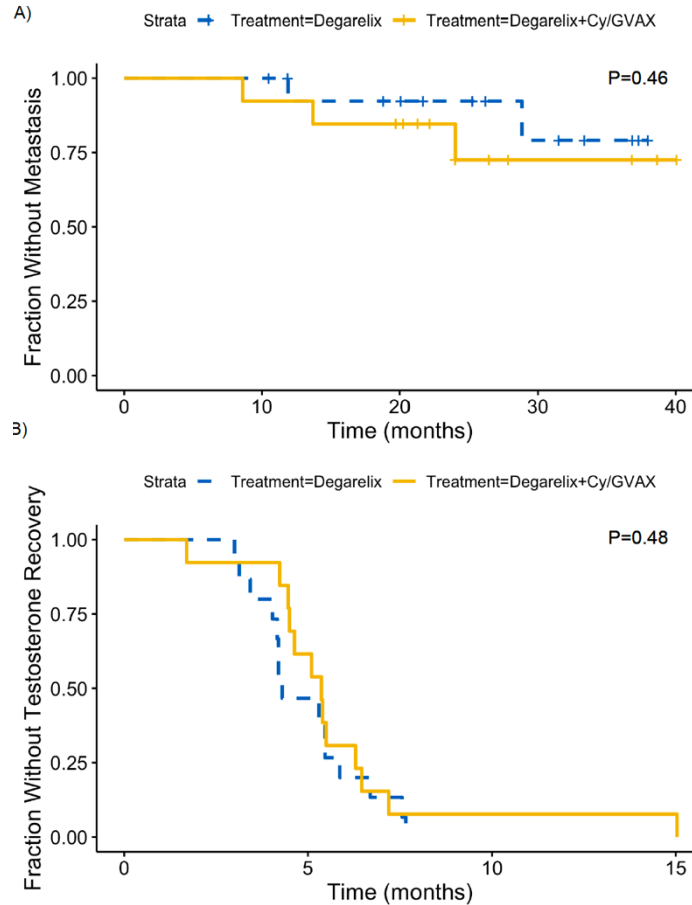 A)
Strata Treatment=Degarelix Treatment=Degarelix+Cy/GVAX
P=0.46
Fraction Without Metastasis
1.00
0.75
0.50
0.25
0.00
0 10 20 30 40
Time (months)
B)
Strata Treatment=Degarelix Treatment=Degarelix+Cy/GVAX
P=0.48
Fraction Without Testosterone Recovery
1.00
0.75
0.50
0.25
0.00
0 5 10 15
Time (months)